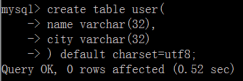 mysql> create table user(
    -> name varchar(32),
    -> city varchar(32)
    -> ) default charset=utf8;
Query OK, 0 rows affected (0.52 sec)